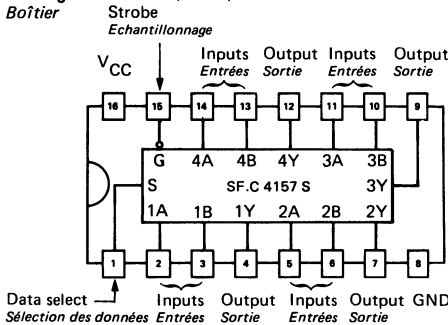 Boîtier
Strobe
Echantillonnage
VCC
Inputs Output Inputs Output
Entrées Sortie Entrées Sortie
16 15 14 13 12 11 10 9
G 4A 4B 4Y 3A 3B
S SF.C 4157 S 3Y
1A 1B 1Y 2A 2B 2Y
1 2 3 4 5 6 7 8
Data select Inputs Output Inputs Output GND
Sélection des données Entrées Sortie Entrées Sortie